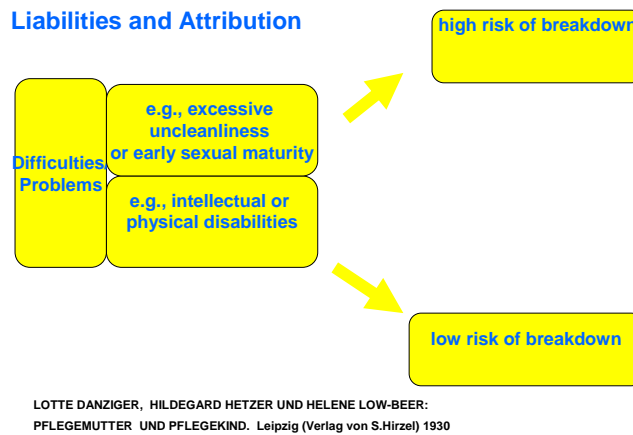 Liabilities and Attribution
high risk of breakdown
e.g., excessive
uncleanliness
or early sexual maturity
Difficulties/
Problems
e.g., intellectual or
physical disabilities
low risk of breakdown
LOTTE DANZIGER, HILDEGARD HETZER UND HELENE LOW-BEER:
PFLEGEMUTTER UND PFLEGEKIND. Leipzig (Verlag von S.Hirzel) 1930